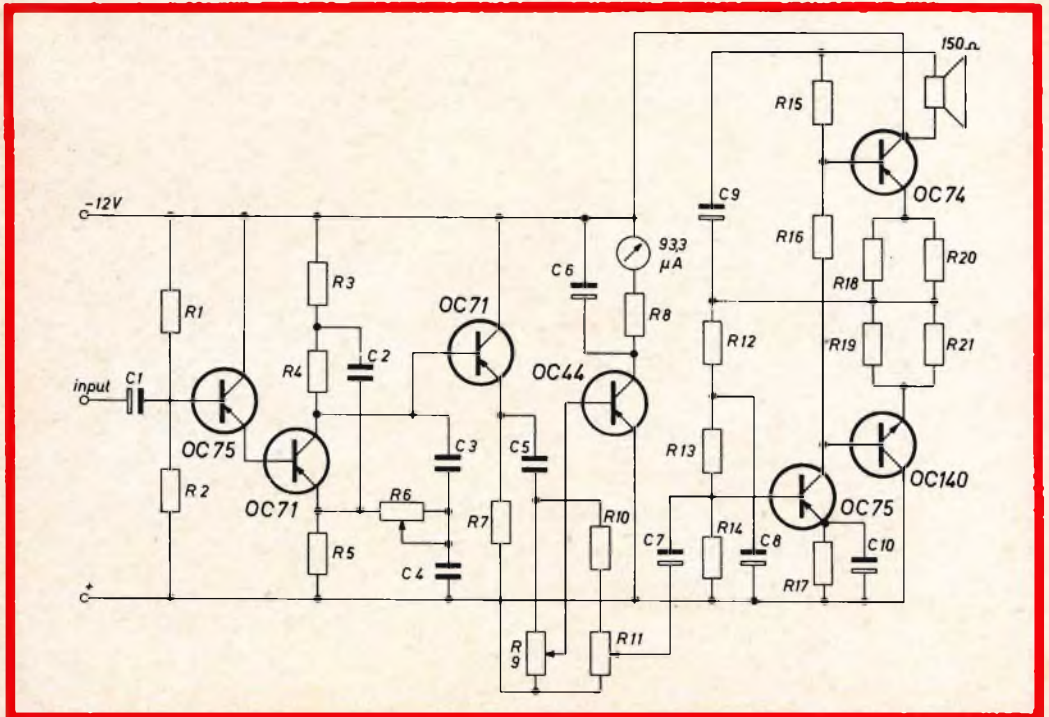 150Ω
R15
OC74
-12V
C9
93,3
µA
R16
C6
R18
R20
R3
R1
OC71
R8
R4
C2
R12
R19
R21
input
C1
OC44
C3
C5
R13
OC75
OC140
R2
R6
OC71
R7
R10
OC75
R5
C4
C7
R14
C8
C10
R17
+
R
9
R11